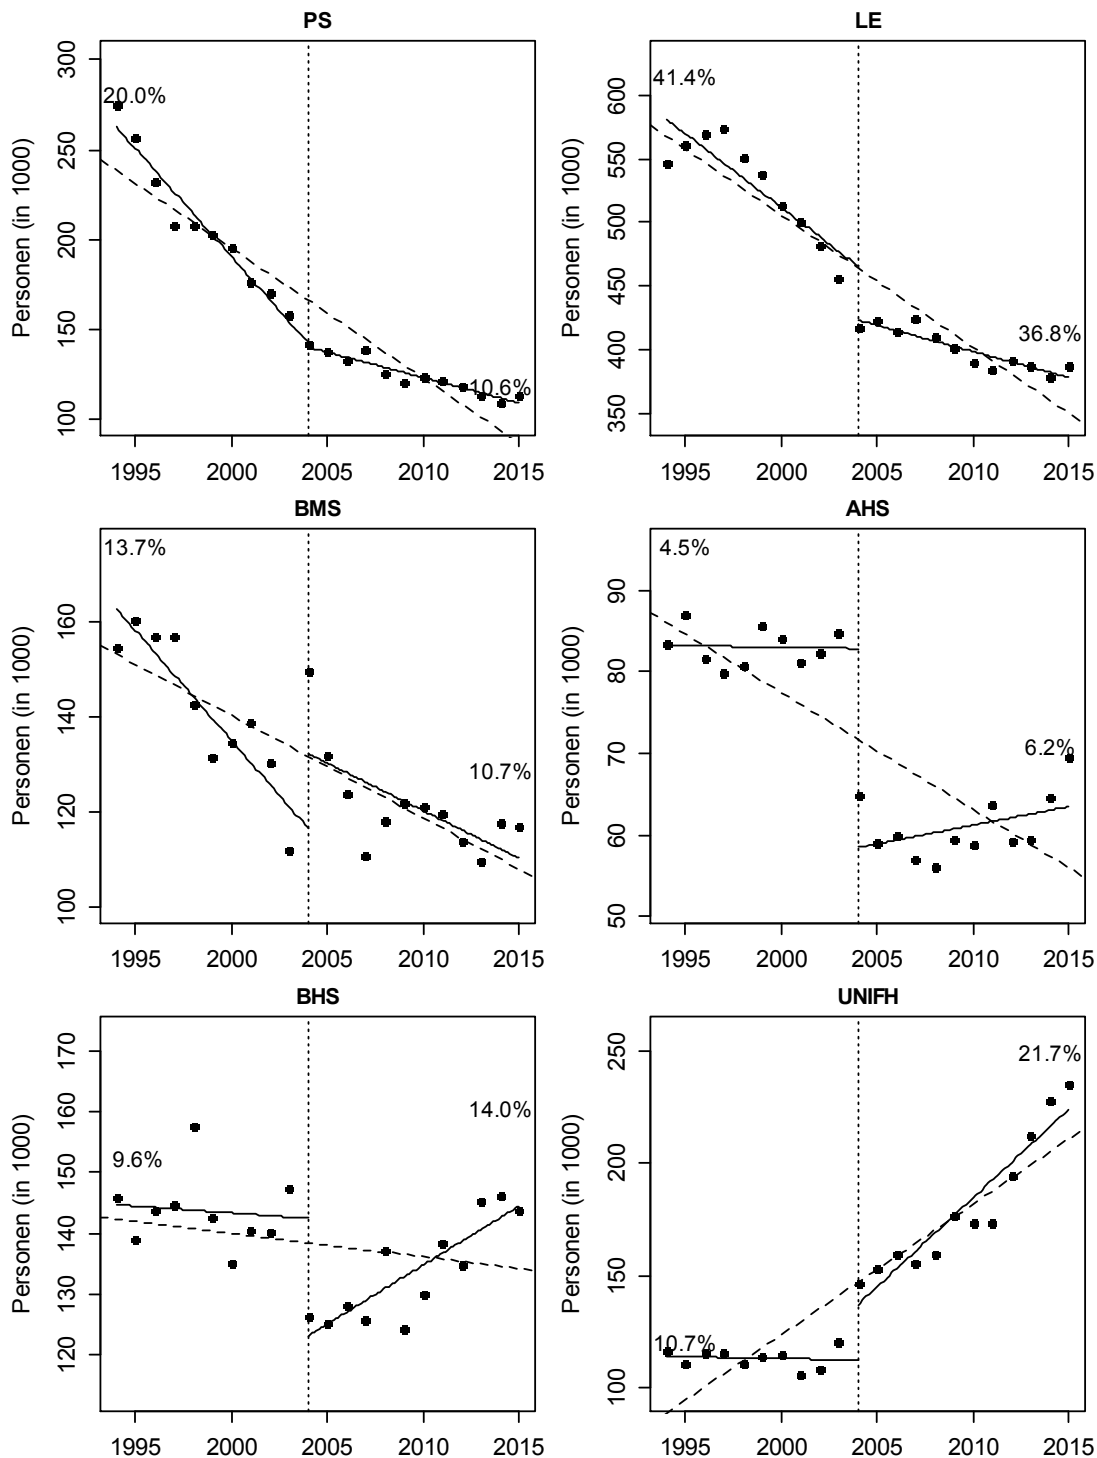 PS
Personen (in 1000)
300
250
200
150
100
20.0%
10.6%
1995 2000 2005 2010 2015
LE
Personen (in 1000)
600
550
500
450
400
350
41.4%
36.8%
1995 2000 2005 2010 2015
BMS
Personen (in 1000)
160
140
120
100
13.7%
10.7%
1995 2000 2005 2010 2015
AHS
Personen (in 1000)
90
80
70
60
50
4.5%
6.2%
1995 2000 2005 2010 2015
BHS
Personen (in 1000)
170
160
150
140
130
120
9.6%
14.0%
1995 2000 2005 2010 2015
UNIFH
Personen (in 1000)
250
200
150
100
10.7%
21.7%
1995 2000 2005 2010 2015